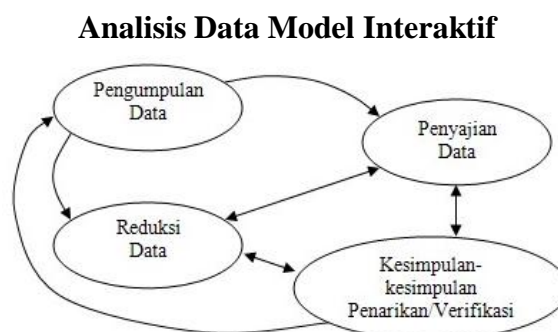 Analisis Data Model Interaktif
Pengumpulan
Data
Penyajian
Data
Reduksi
Data
Kesimpulan-
kesimpulan
Penarikan/Verifikasi